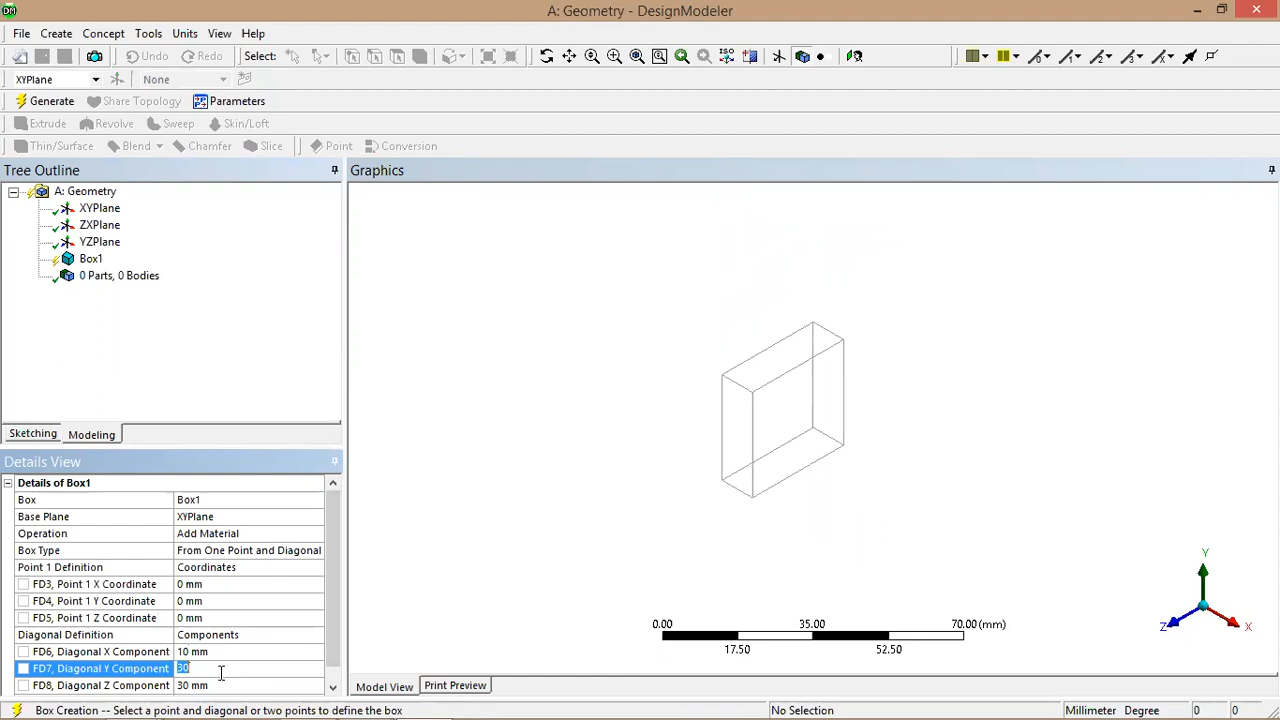 DM
A: Geometry - DesignModeler
File Create Concept Tools Units View Help
Undo Redo Select: ISO
XYPlane None
Generate Share Topology Parameters
Extrude Revolve Sweep Skin/Loft
Thin/Surface Blend Chamfer Slice Point Conversion
Tree Outline
Graphics
A: Geometry
XYPlane
ZXPlane
YZPlane
Box1
0 Parts, 0 Bodies
Sketching Modeling
Details View
Details of Box1
Box Box1
Base Plane XYPlane
Operation Add Material
Box Type From One Point and Diagonal
Point 1 Definition Coordinates
FD3, Point 1 X Coordinate 0 mm
FD4, Point 1 Y Coordinate 0 mm
FD5, Point 1 Z Coordinate 0 mm
Diagonal Definition Components
FD6, Diagonal X Component 10 mm
FD7, Diagonal Y Component 30
FD8, Diagonal Z Component 30 mm
0.00 35.00 70.00 (mm)
17.50 52.50
Y
Z X
Model View Print Preview
Box Creation -- Select a point and diagonal or two points to define the box No Selection Millimeter Degree 0 0